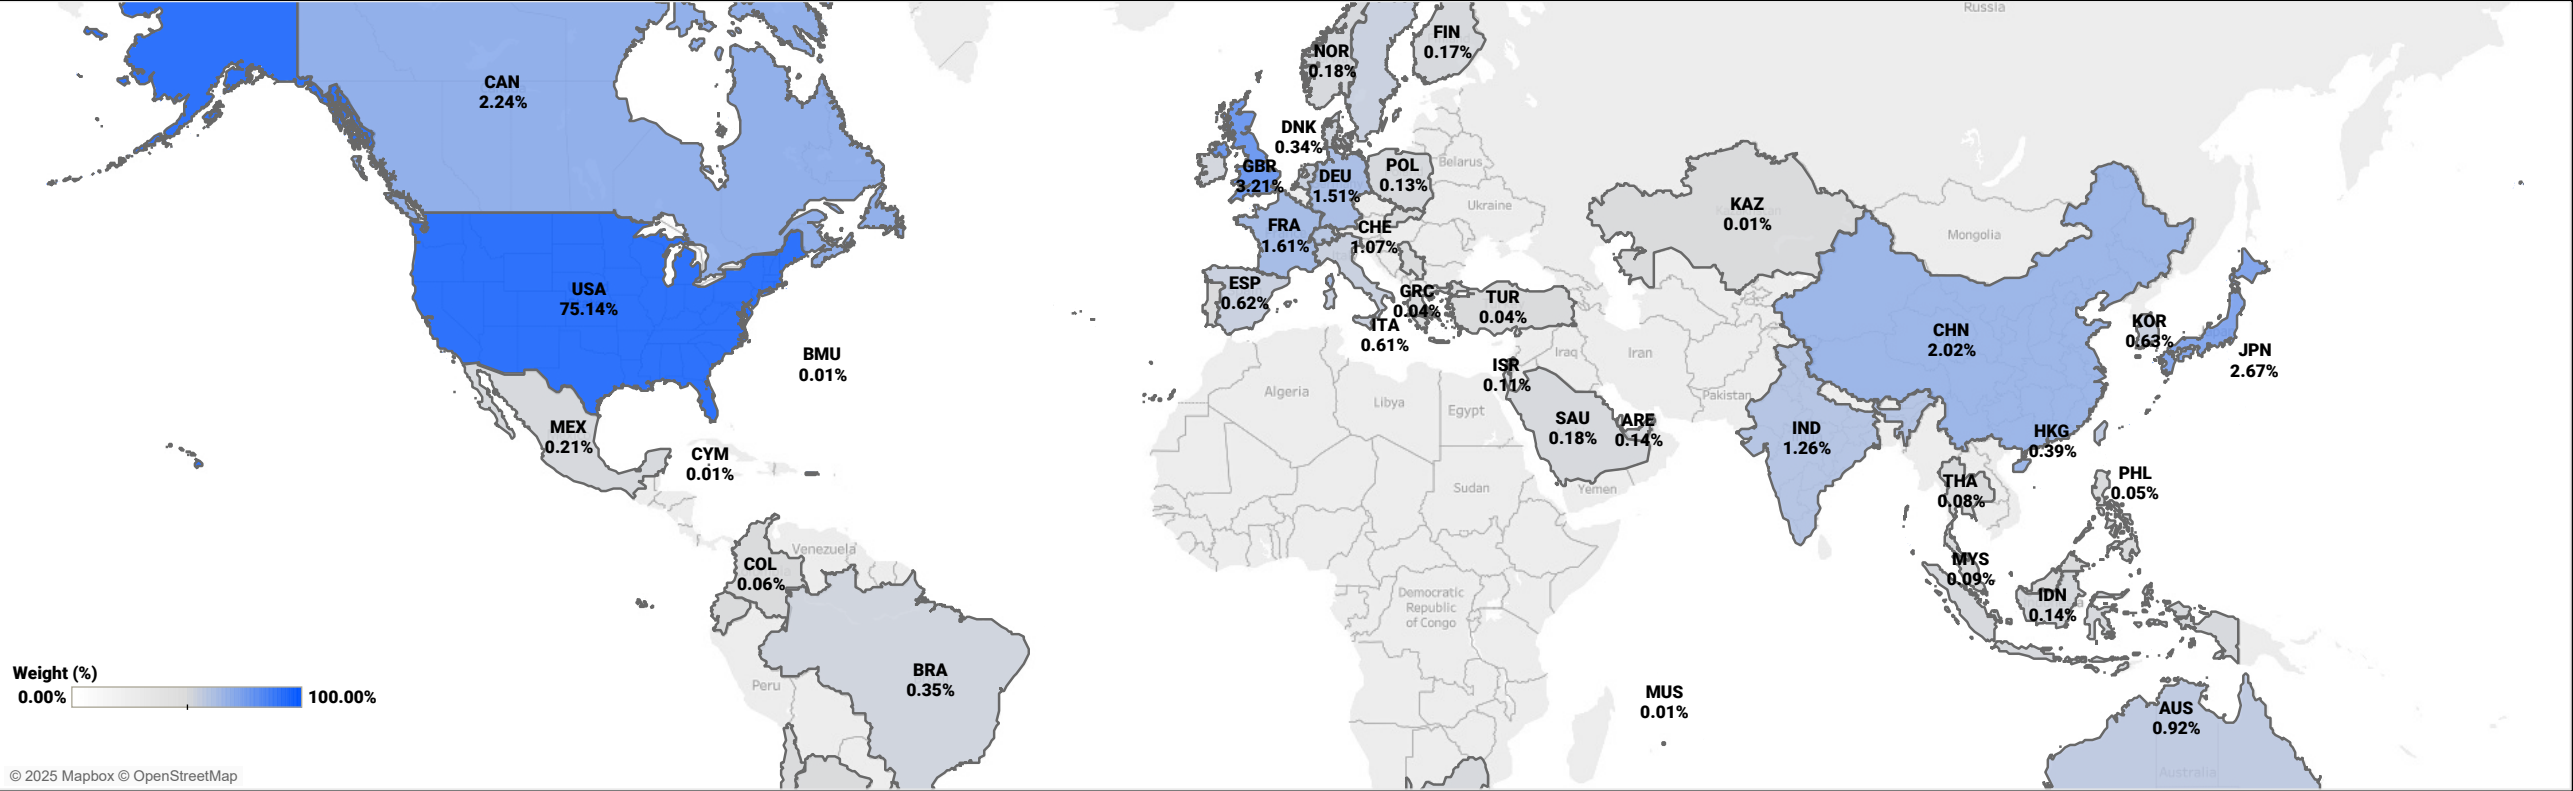 Russia
FIN
0.17%
NOR
0.18%
CAN
2.24%
DNK
0.34%
GBR
3.21%
DEU
1.51%
POL
0.13%
Belarus
Ukraine
FRA
1.61%
CHE
1.07%
KAZ
0.01%
Mongolia
USA
75.14%
ESP
0.62%
GRC
0.04%
TUR
0.04%
ITA
0.61%
CHN
2.02%
KOR
0.63%
JPN
2.67%
BMU
0.01%
ISR
0.11%
Iraq
Iran
Algeria
Libya
Egypt
Pakistan
MEX
0.21%
SAU
0.18%
ARE
0.14%
IND
1.26%
HKG
0.39%
CYM
0.01%
Sudan
Yemen
THA
0.08%
PHL
0.05%
Venezuela
COL
0.06%
MYS
0.09%
IDN
0.14%
Democratic
Republic
of Congo
BRA
0.35%
Peru
MUS
0.01%
AUS
0.92%
Australia
Weight (%)
0.00% 100.00%
© 2025 Mapbox © OpenStreetMap